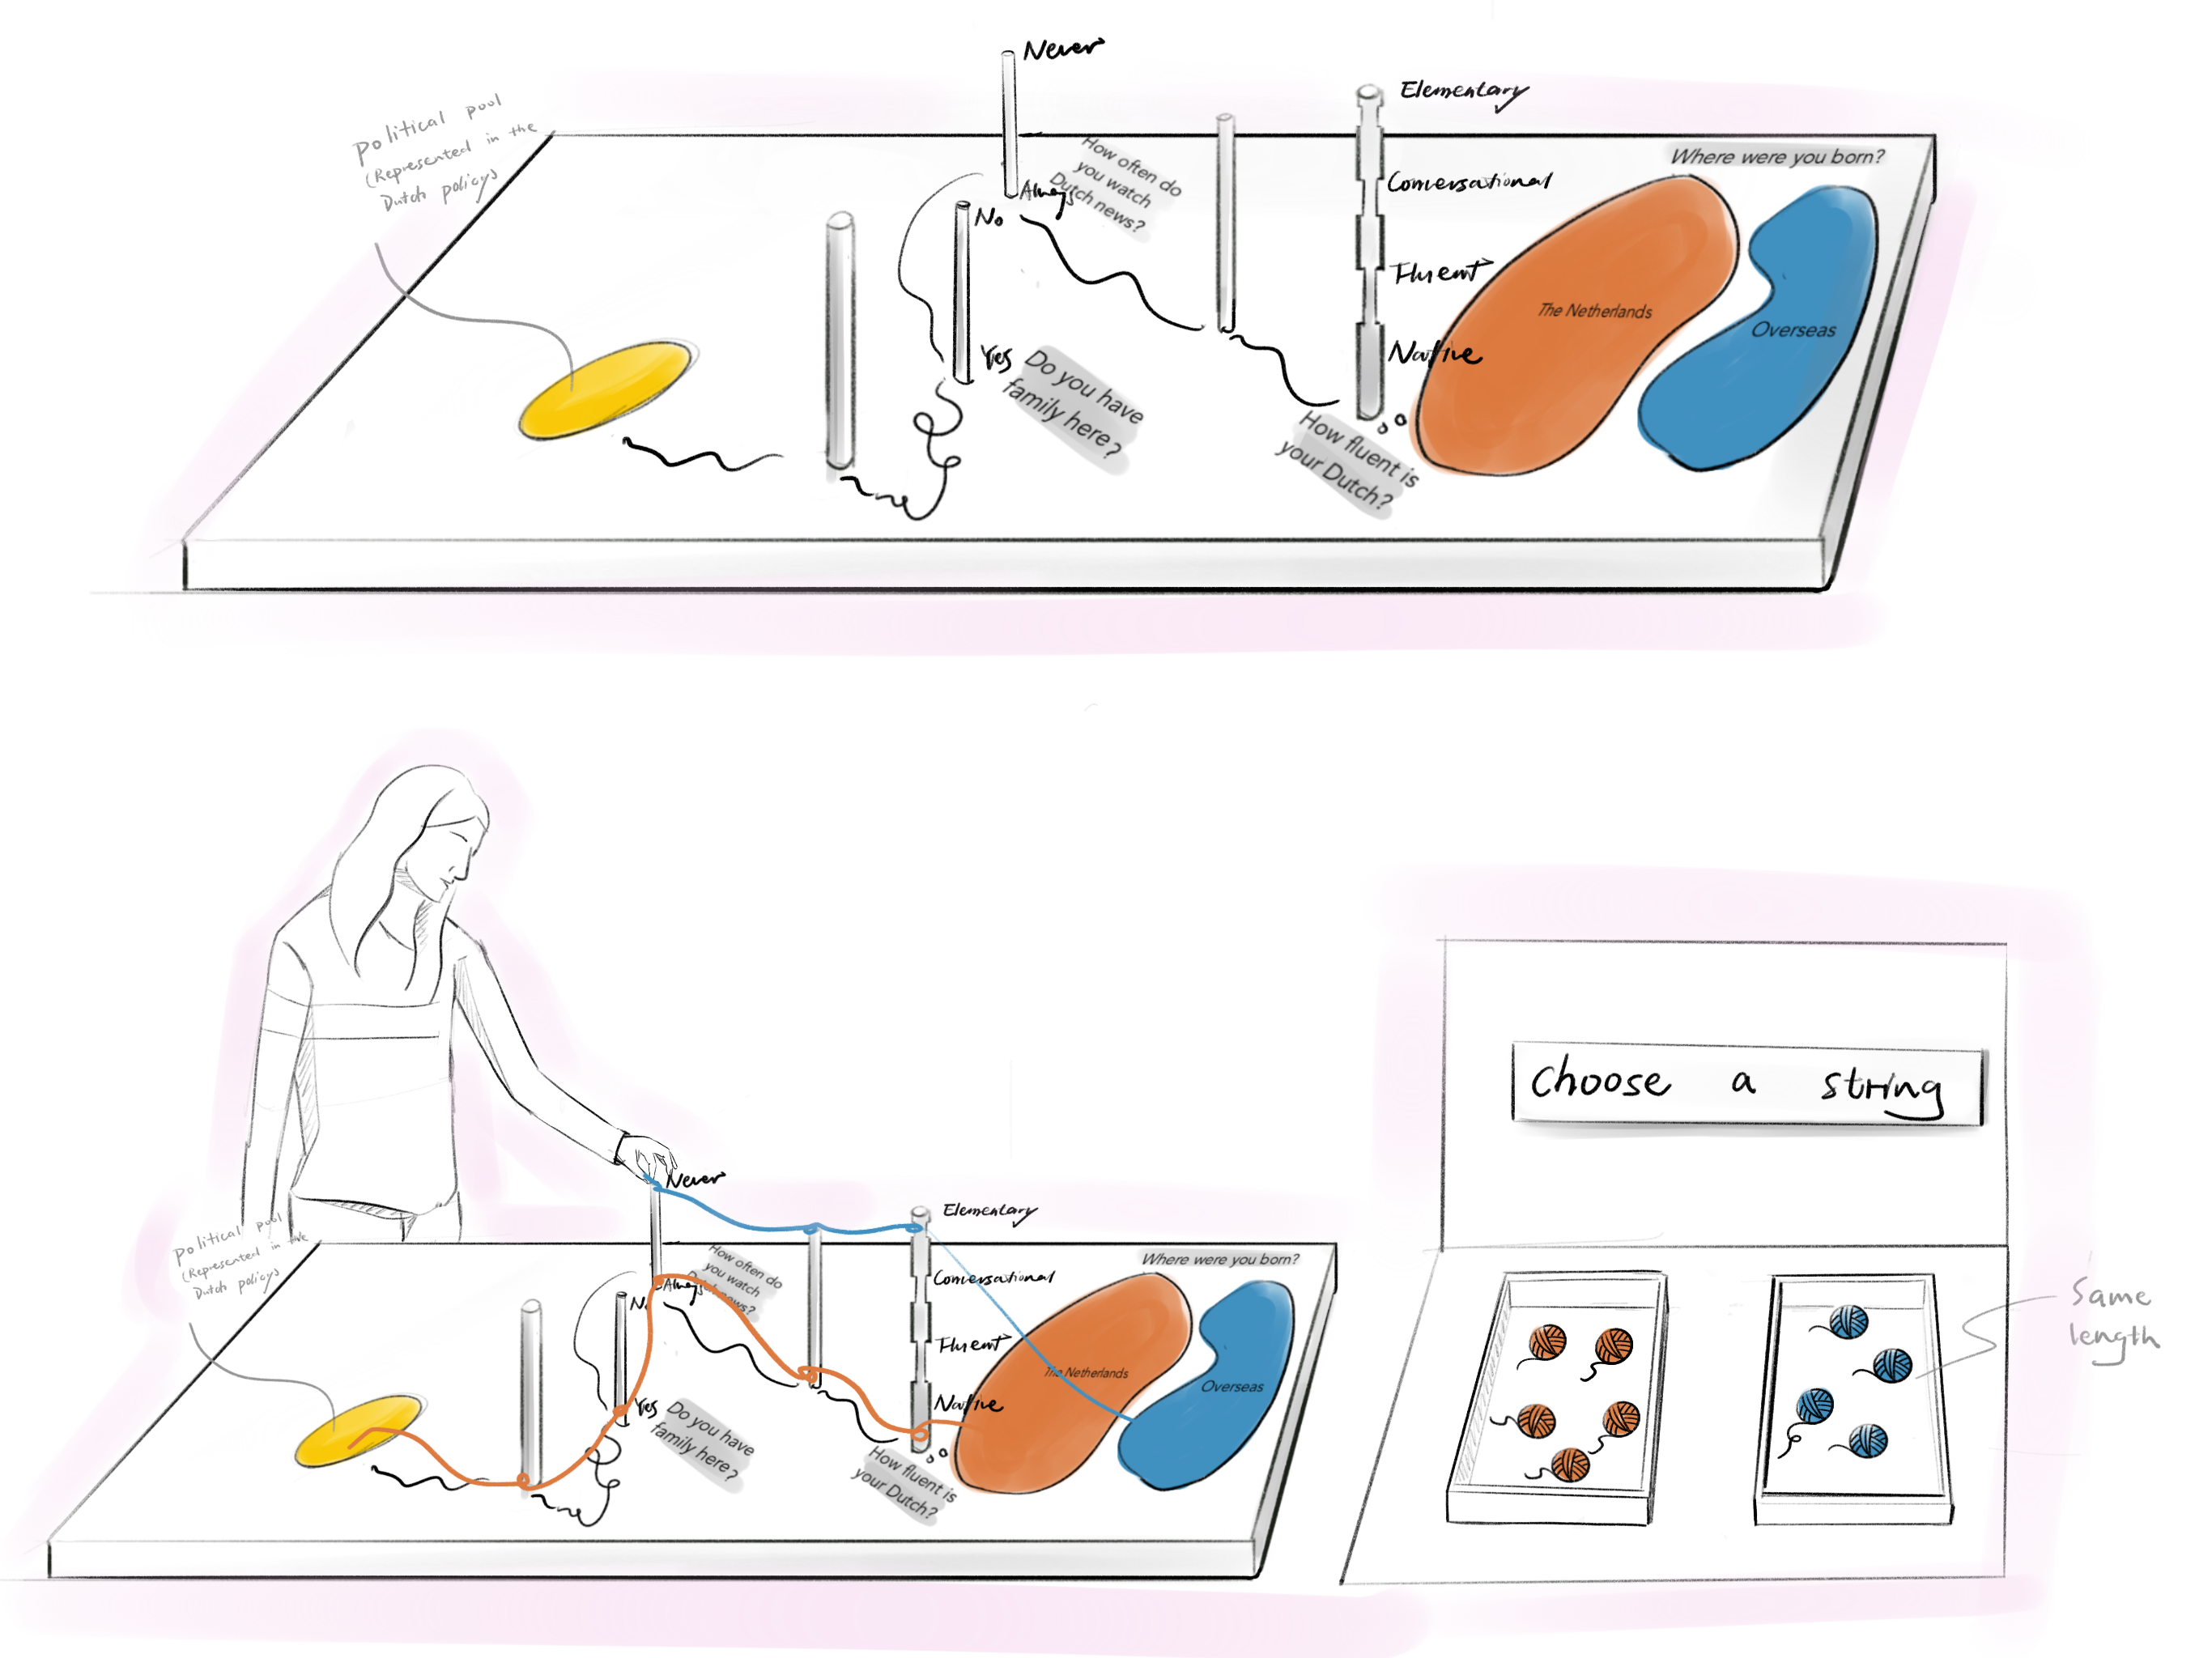 Never
political pool
(Represented in the
Dutch policys
Elementary
How often do
you watch
Dutch news?
Always
Where were you born?
Conversational
No
Fluent
The Netherlands
Overseas
Yes
Native
Do you have
family here?
How fluent is
your Dutch?
choose a string
Never
Elementary
political pool
(Represented in the
Dutch policys
How often do
you watch
Dutch news?
Always
Where were you born?
Conversational
No
Fluent
The Netherlands
Overseas
Yes
Native
Do you have
family here?
How fluent is
your Dutch?
Same
length